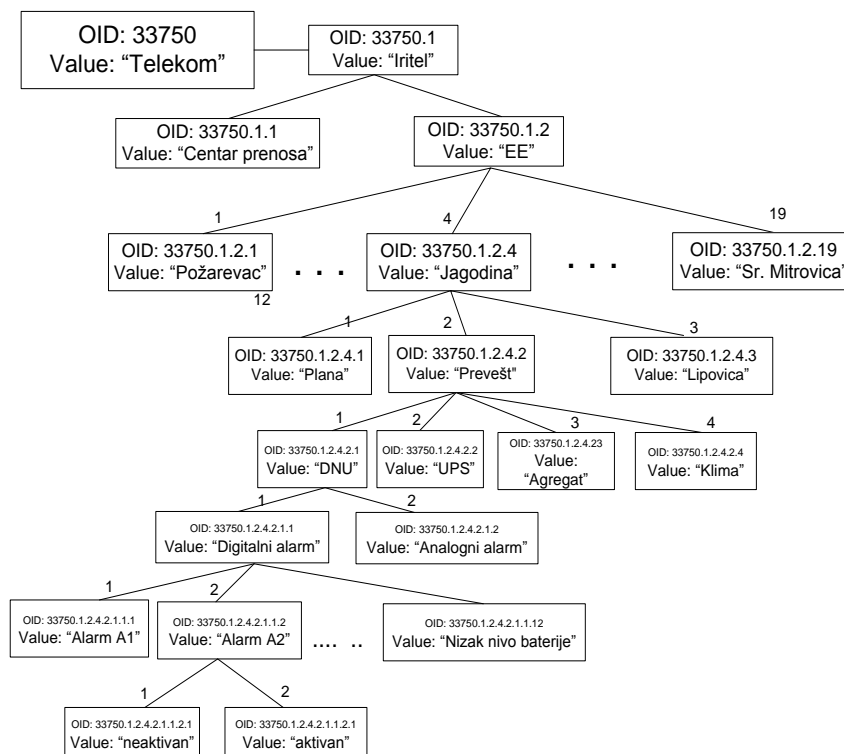 OID: 33750
Value: “Telekom”
OID: 33750.1
Value: “Iritel”
OID: 33750.1.1
Value: “Centar prenosa”
OID: 33750.1.2
Value: “EE”
1
4
19
OID: 33750.1.2.1
Value: “Požarevac”
. . .
OID: 33750.1.2.4
Value: “Jagodina”
. . .
OID: 33750.1.2.19
Value: “Sr. Mitrovica”
12
1
2
3
OID: 33750.1.2.4.1
Value: “Plana”
OID: 33750.1.2.4.2
Value: “Prevešt"
OID: 33750.1.2.4.3
Value: “Lipovica”
1
2
3
4
OID: 33750.1.2.4.2.1
Value: “DNU”
OID: 33750.1.2.4.2.2
Value: “UPS”
OID: 33750.1.2.4.23
Value:
“Agregat”
OID: 33750.1.2.4.2.4
Value: “Klima”
1
2
OID: 33750.1.2.4.2.1.1
Value: “Digitalni alarm”
OID: 33750.1.2.4.2.1.2
Value: “Analogni alarm”
1
2
OID: 33750.1.2.4.2.1.1.1
Value: “Alarm A1”
OID: 33750.1.2.4.2.1.1.2
Value: “Alarm A2”
.... ..
OID: 33750.1.2.4.2.1.1.12
Value: “Nizak nivo baterije”
1
2
OID: 33750.1.2.4.2.1.1.2.1
Value: “neaktivan”
OID: 33750.1.2.4.2.1.1.2.1
Value: “aktivan”